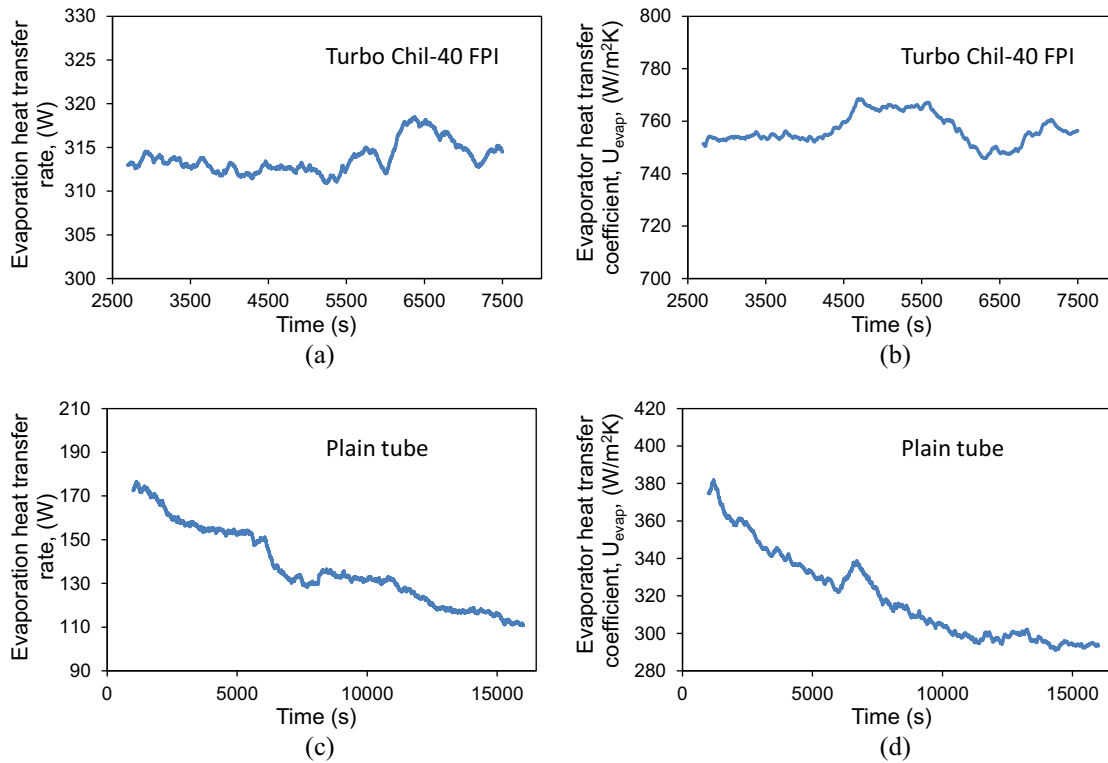 Evaporation heat transfer
rate, (W)
330
325
320
315
310
305
300
Turbo Chil-40 FPI
2500 3500 4500 5500 6500 7500
Time (s)
(a)
Evaporator heat transfer
coefficient, Uevap, (W/m²K)
800
780
760
740
720
700
Turbo Chil-40 FPI
2500 3500 4500 5500 6500 7500
Time (s)
(b)
Evaporation heat transfer
rate, (W)
210
190
170
150
130
110
90
Plain tube
0 5000 10000 15000
Time (s)
(c)
Evaporator heat transfer
coefficient, Uevap, (W/m²K)
420
400
380
360
340
320
300
280
Plain tube
0 5000 10000 15000
Time (s)
(d)